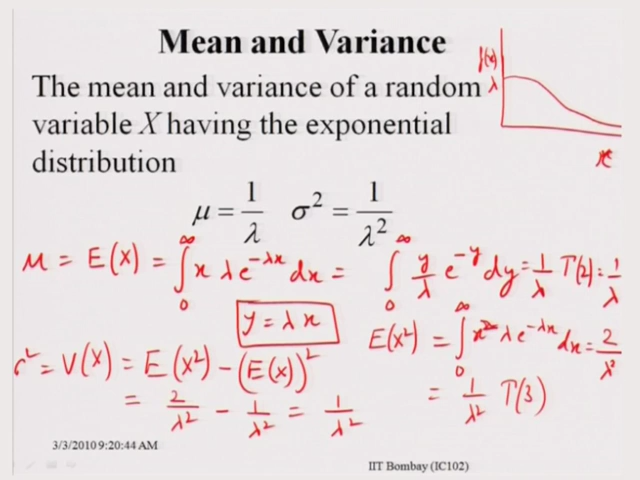 Mean and Variance
f(x)
λ
x
The mean and variance of a random
variable X having the exponential
distribution
μ = 1/λ σ² = 1/λ²
M = E(X) = ∫₀^∞ x λ e^{-λx} dx = ∫₀^∞ y/λ e^{-y} dy = 1/λ Γ(2) = 1/λ
y = λx
E(X²) = ∫₀^∞ x² λ e^{-λx} dx = 2/λ²
σ² = V(X) = E(X²) - (E(X))²
= 2/λ² - 1/λ² = 1/λ²
= 1/λ² Γ(3)
3/3/2010 9:20:44 AM
IIT Bombay (IC102)